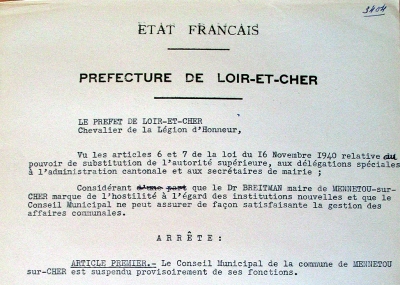 3404
ETAT FRANCAIS
PREFECTURE DE LOIR-ET-CHER
LE PREFET DE LOIR-ET-CHER
Chevalier de la Légion d'Honneur,
Vu les articles 6 et 7 de la loi du 16 Novembre 1940 relative du
pouvoir de substitution de l'autorité supérieure, aux délégations spéciales
à l'administration cantonale et aux secrétaires de mairie ;
Considérant d'une part que le Dr BREITMAN maire de MENNETOU-sur-
CHER marque de l'hostilité à l'égard des institutions nouvelles et que le
Conseil Municipal ne peut assurer de façon satisfaisante la gestion des
affaires communales.
ARRÊTE :
ARTICLE PREMIER.- Le Conseil Municipal de la commune de MENNETOU
sur-CHER est suspendu provisoirement de ses fonctions.